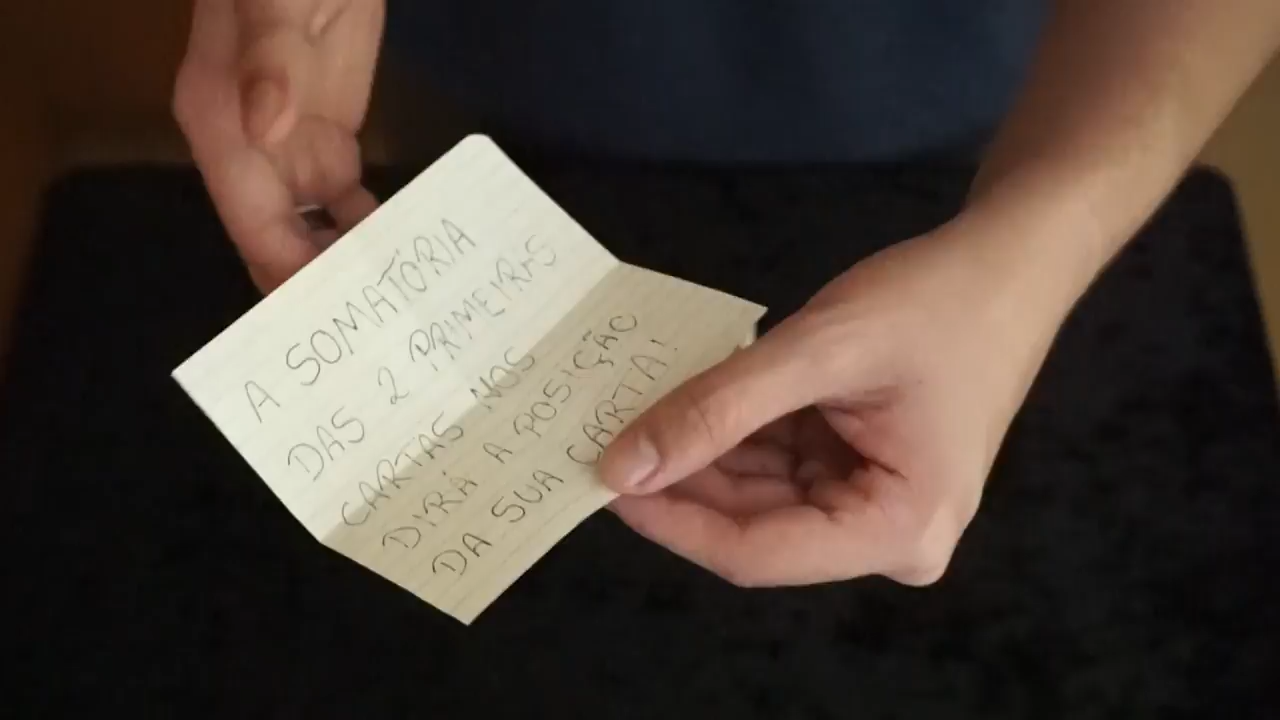 A SOMATÓRIA
DAS 2 PRIMEIRAS
CARTAS NOS
DIRÁ A POSIÇÃO
DA SUA CARTA!